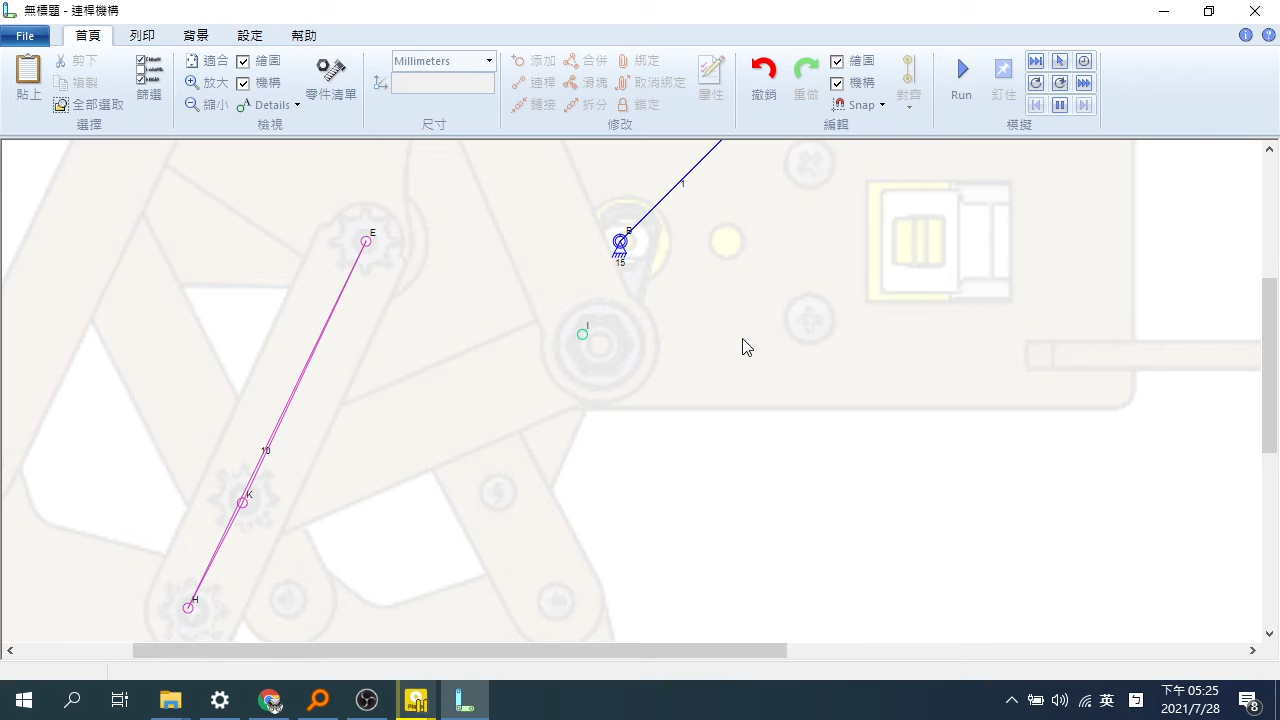 無標題 - 連桿機構
File 首頁 列印 背景 設定 幫助
貼上 剪下 複製 全部選取 篩選
選擇
適合 放大 縮小 繪圖 機構 Details 零件清單
檢視
Millimeters
尺寸
添加 合併 綁定
連桿 滑塊 取消綁定
鏈接 拆分 鎖定
屬性
修改
撤銷 重做 繪圖 機構 Snap 對齊
編輯
Run 釘住
模擬
1
E
B
15
I
10
K
H
英
下午 05:25
2021/7/28
8